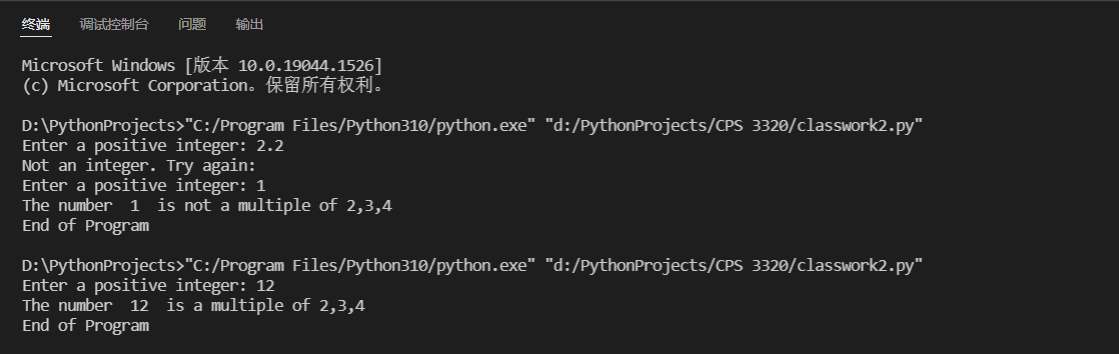 终端 调试控制台 问题 输出
Microsoft Windows [版本 10.0.19044.1526]
(c) Microsoft Corporation。保留所有权利。
D:\PythonProjects>"C:/Program Files/Python310/python.exe" "d:/PythonProjects/CPS 3320/classwork2.py"
Enter a positive integer: 2.2
Not an integer. Try again:
Enter a positive integer: 1
The number  1  is not a multiple of 2,3,4
End of Program
D:\PythonProjects>"C:/Program Files/Python310/python.exe" "d:/PythonProjects/CPS 3320/classwork2.py"
Enter a positive integer: 12
The number  12  is a multiple of 2,3,4
End of Program